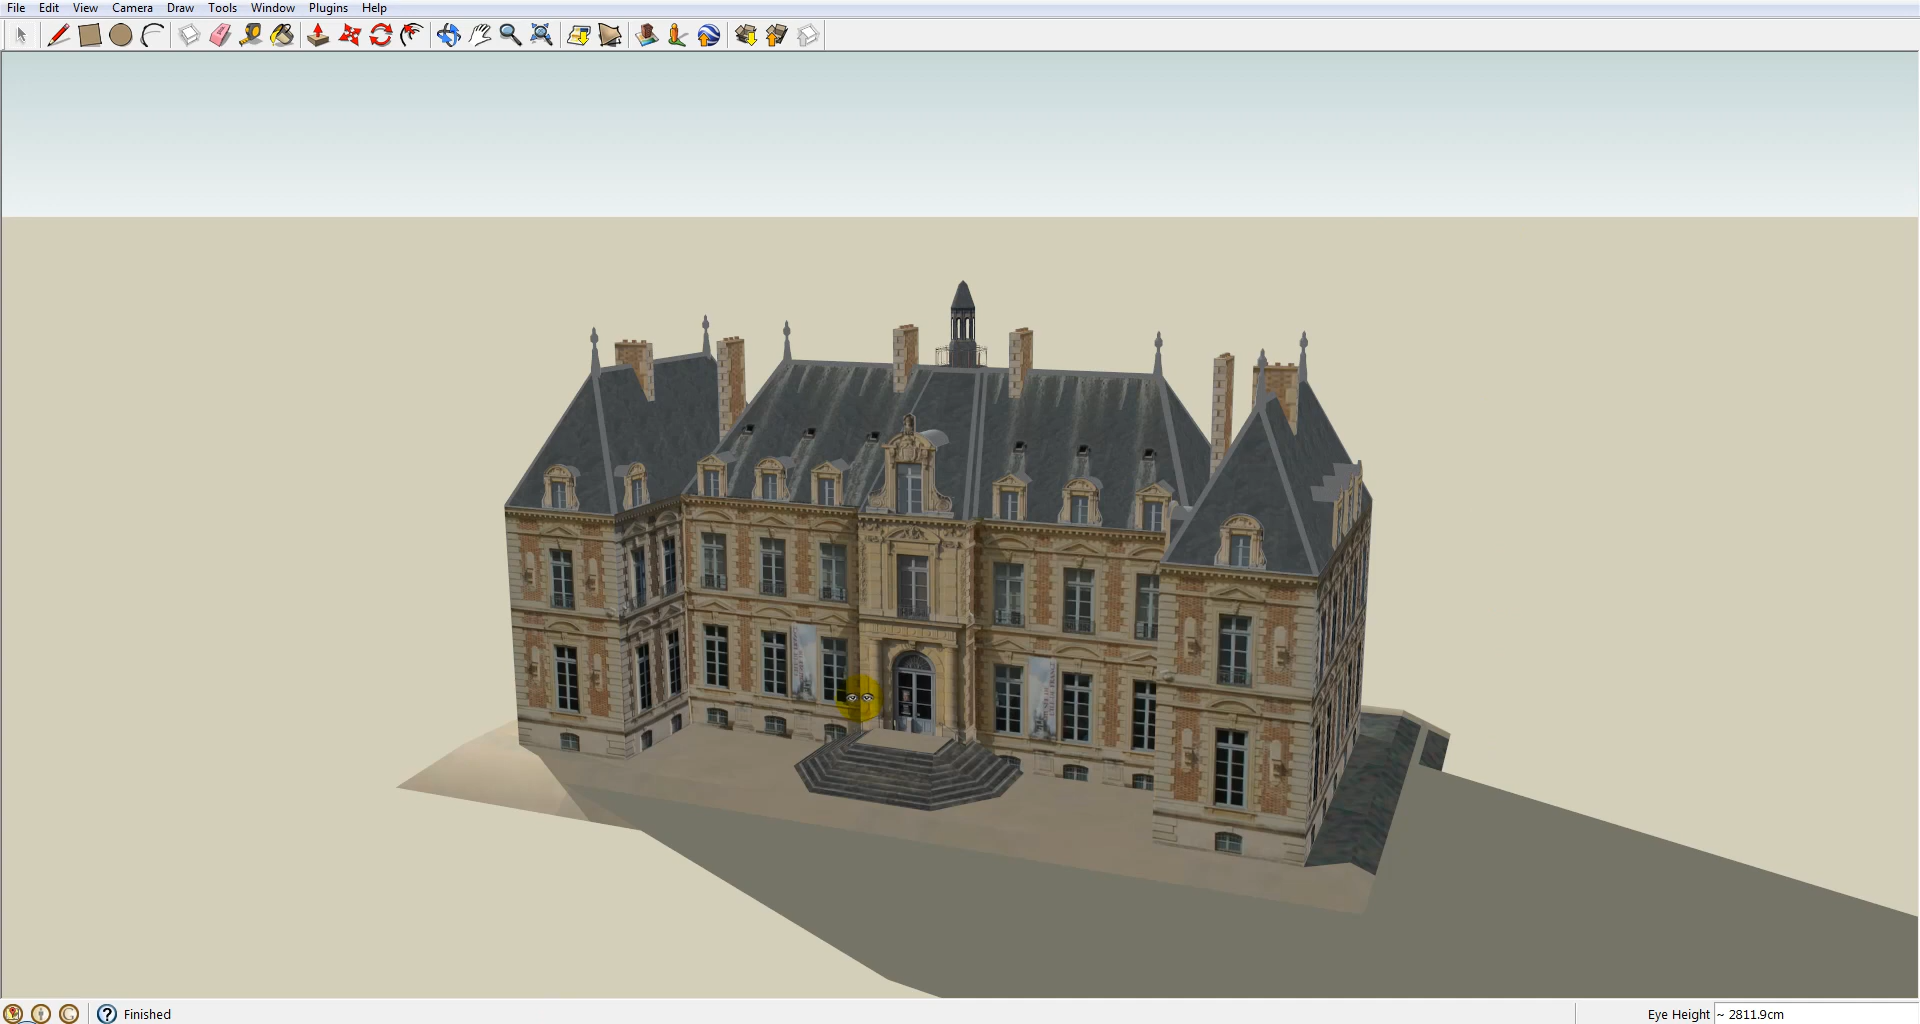 File Edit View Camera Draw Tools Window Plugins Help
Finished
Eye Height ~ 2811.9cm